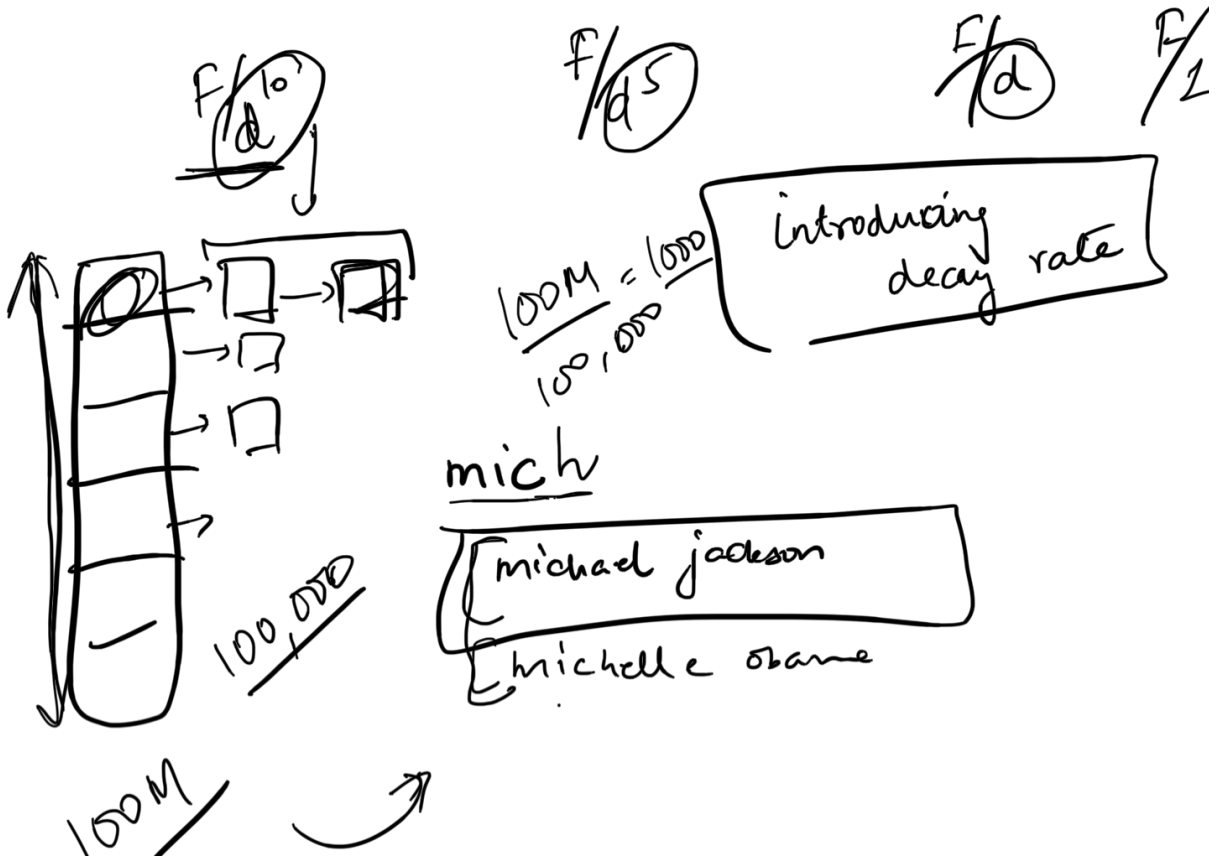 F/d^10
F/d^5
F/d
F/1
introducing
decay rate
100M = 1000
100,000
mich
michael jackson
michelle obama
100,000
100M